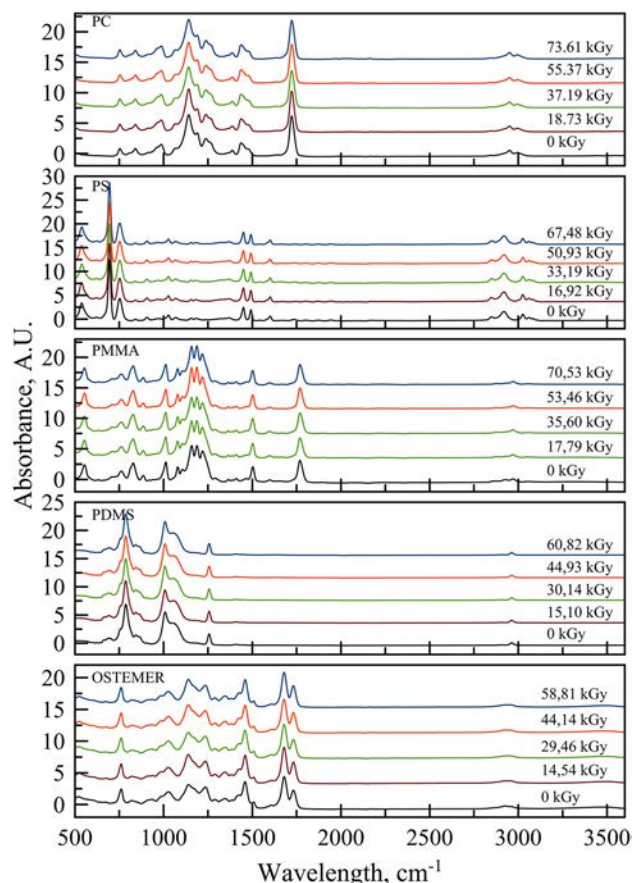 Absorbance, A.U.
PC
20
15
10
5
0
73.61 kGy
55.37 kGy
37.19 kGy
18.73 kGy
0 kGy
PS
30
25
20
15
10
5
0
67,48 kGy
50,93 kGy
33,19 kGy
16,92 kGy
0 kGy
PMMA
20
15
10
5
0
70,53 kGy
53,46 kGy
35,60 kGy
17,79 kGy
0 kGy
PDMS
25
20
15
10
5
0
60,82 kGy
44,93 kGy
30,14 kGy
15,10 kGy
0 kGy
OSTEMER
20
15
10
5
0
58,81 kGy
44,14 kGy
29,46 kGy
14,54 kGy
0 kGy
500 1000 1500 2000 2500 3000 3500
Wavelength, cm⁻¹